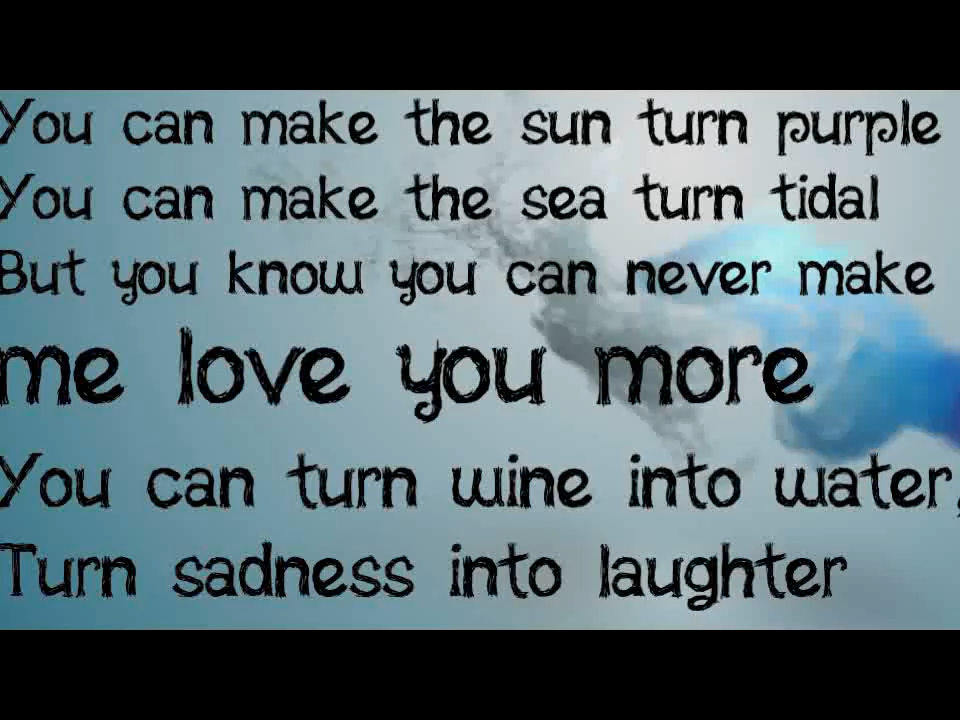 You can make the sun turn purple
You can make the sea turn tidal
But you know you can never make
me love you more
You can turn wine into water,
Turn sadness into laughter